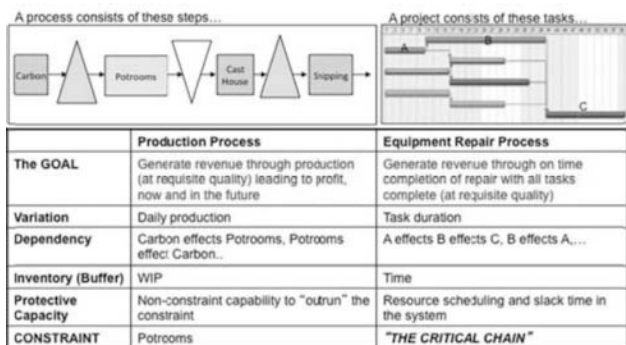 A process consists of these steps...
A project consists of these tasks...
Carbon
Potrooms
Cast
House
Shipping
A
B
C
Production Process
Equipment Repair Process
The GOAL
Generate revenue through production
(at requisite quality) leading to profit,
now and in the future
Generate revenue through on time
completion of repair with all tasks
complete (at requisite quality)
Variation
Daily production
Task duration
Dependency
Carbon effects Potrooms, Potrooms
effect Carbon..
A effects B effects C, B effects A,...
Inventory (Buffer)
WIP
Time
Protective
Capacity
Non-constraint capability to "outrun" the
constraint
Resource scheduling and slack time in
the system
CONSTRAINT
Potrooms
"THE CRITICAL CHAIN"